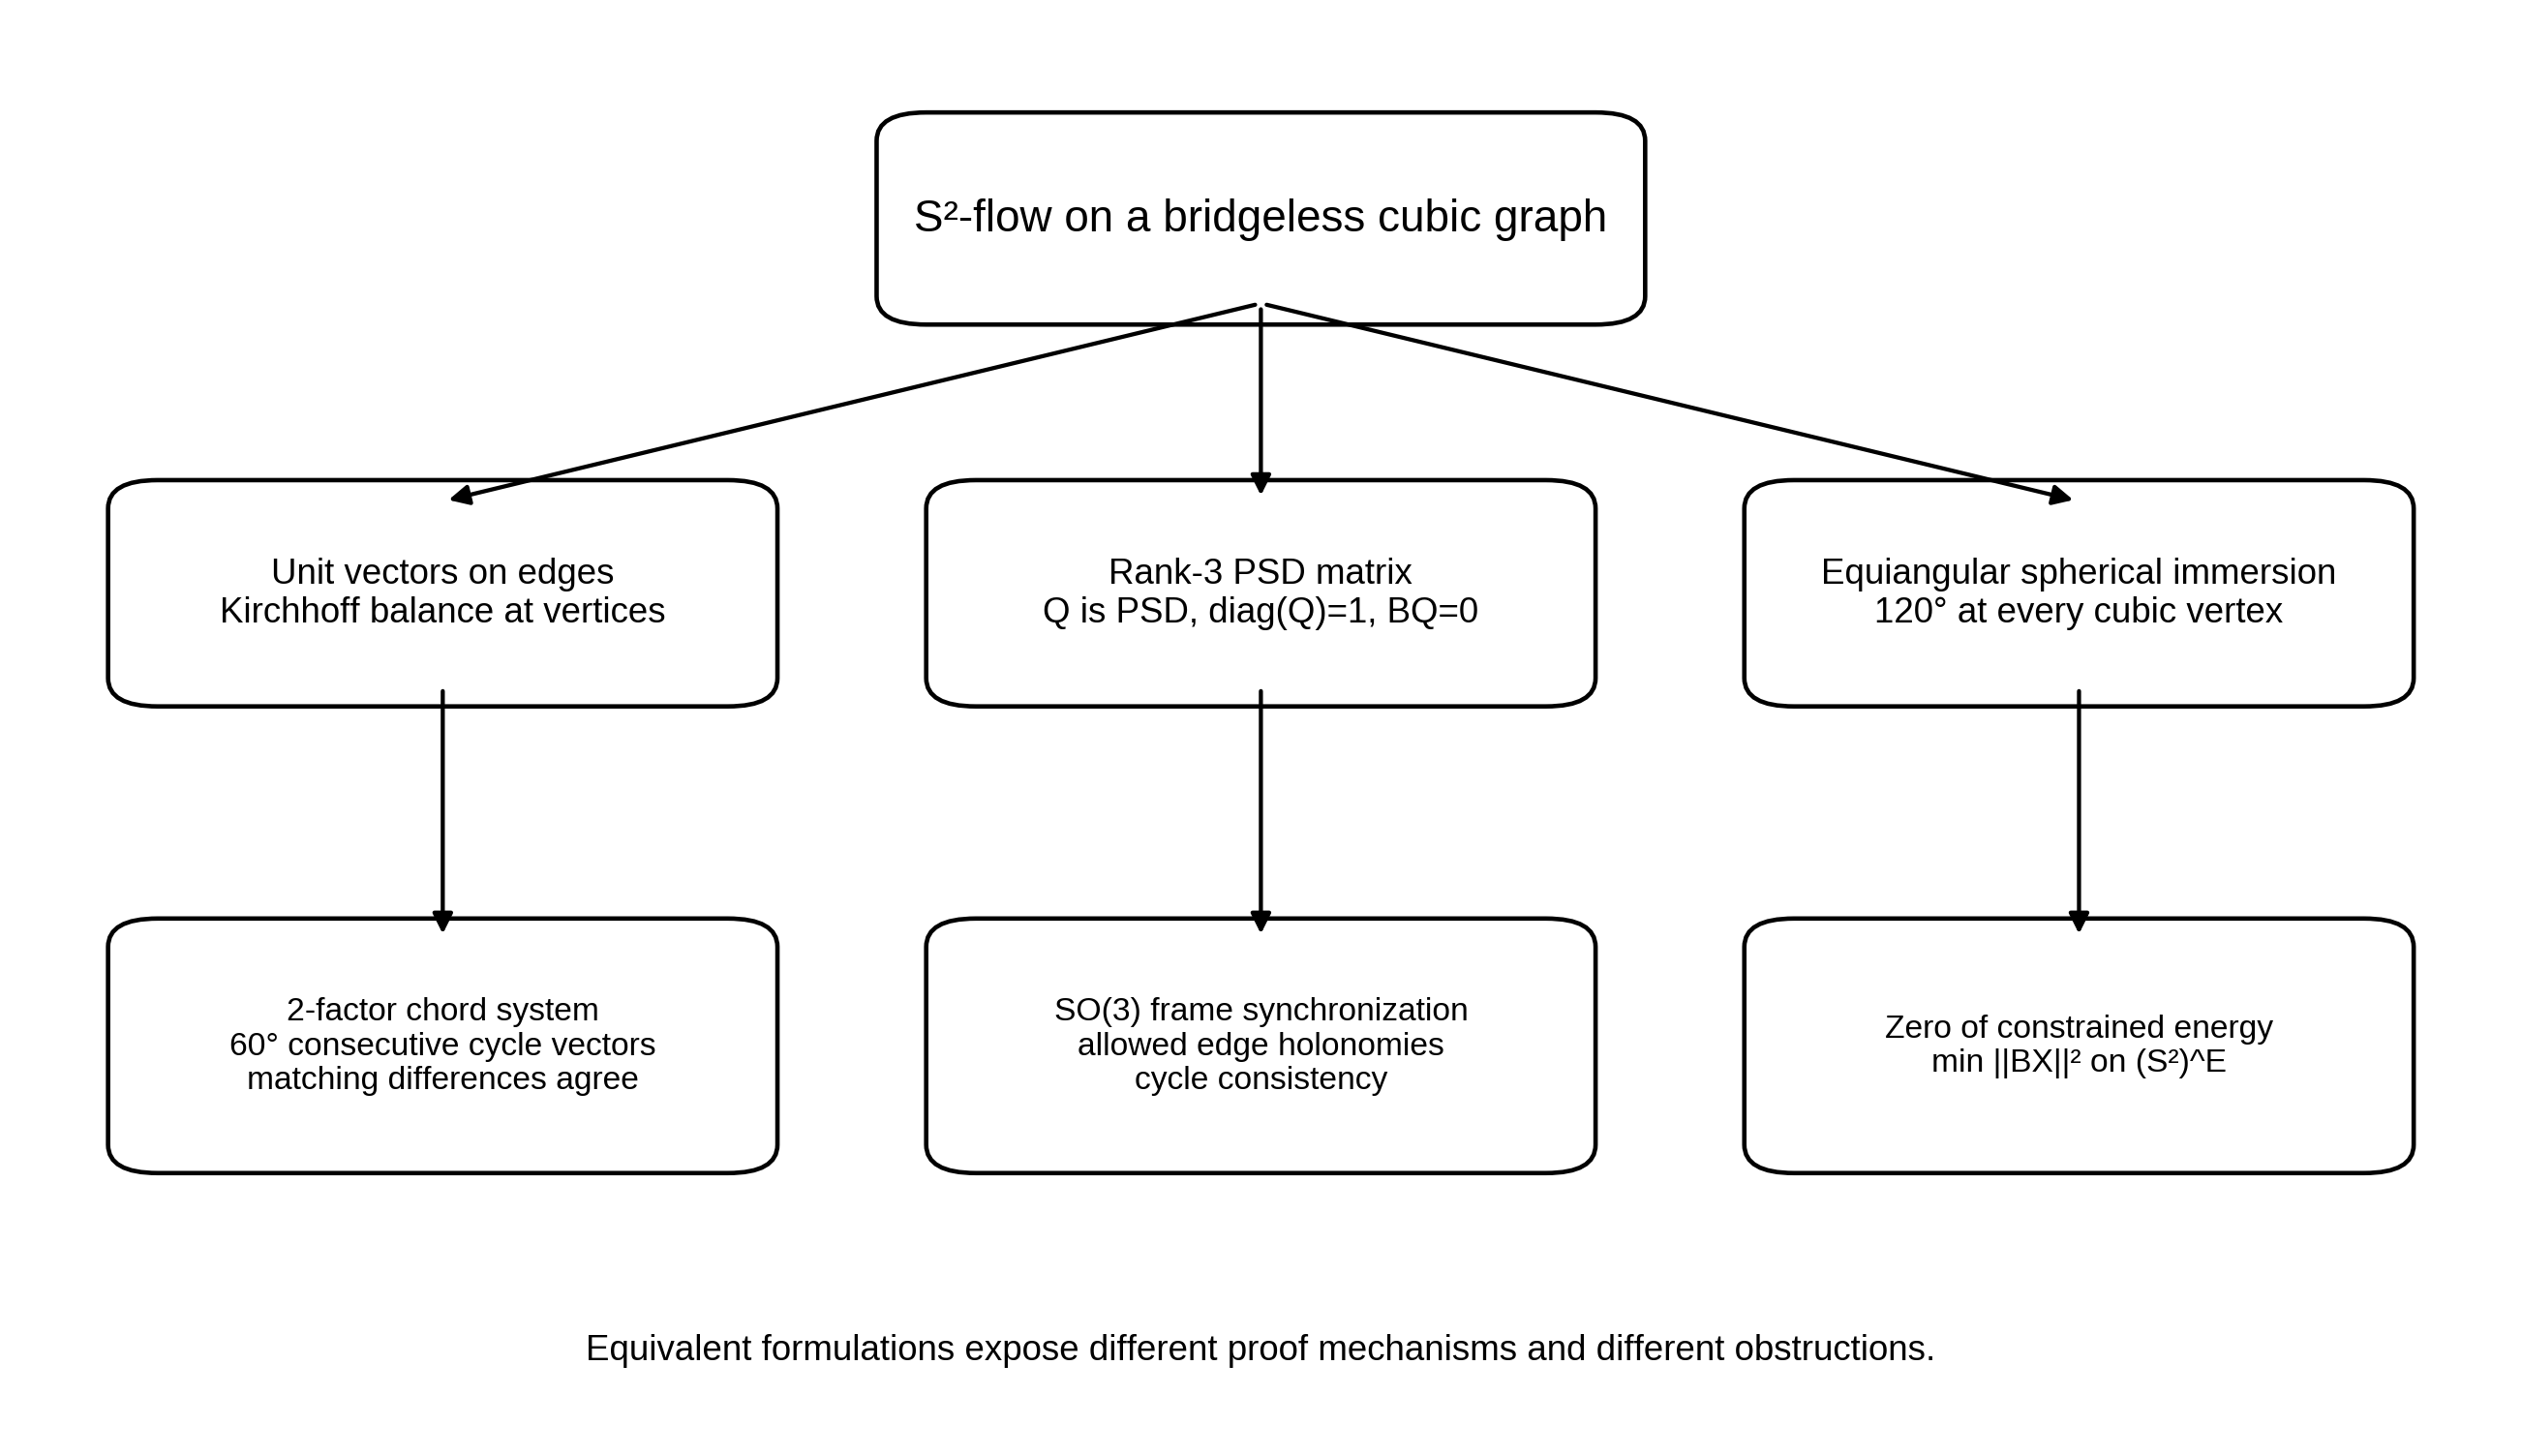 S²-flow on a bridgeless cubic graph
Unit vectors on edges
Kirchhoff balance at vertices
Rank-3 PSD matrix
Q is PSD, diag(Q)=1, BQ=0
Equiangular spherical immersion
120° at every cubic vertex
2-factor chord system
60° consecutive cycle vectors
matching differences agree
SO(3) frame synchronization
allowed edge holonomies
cycle consistency
Zero of constrained energy
min ||BX||² on (S²)^E
Equivalent formulations expose different proof mechanisms and different obstructions.